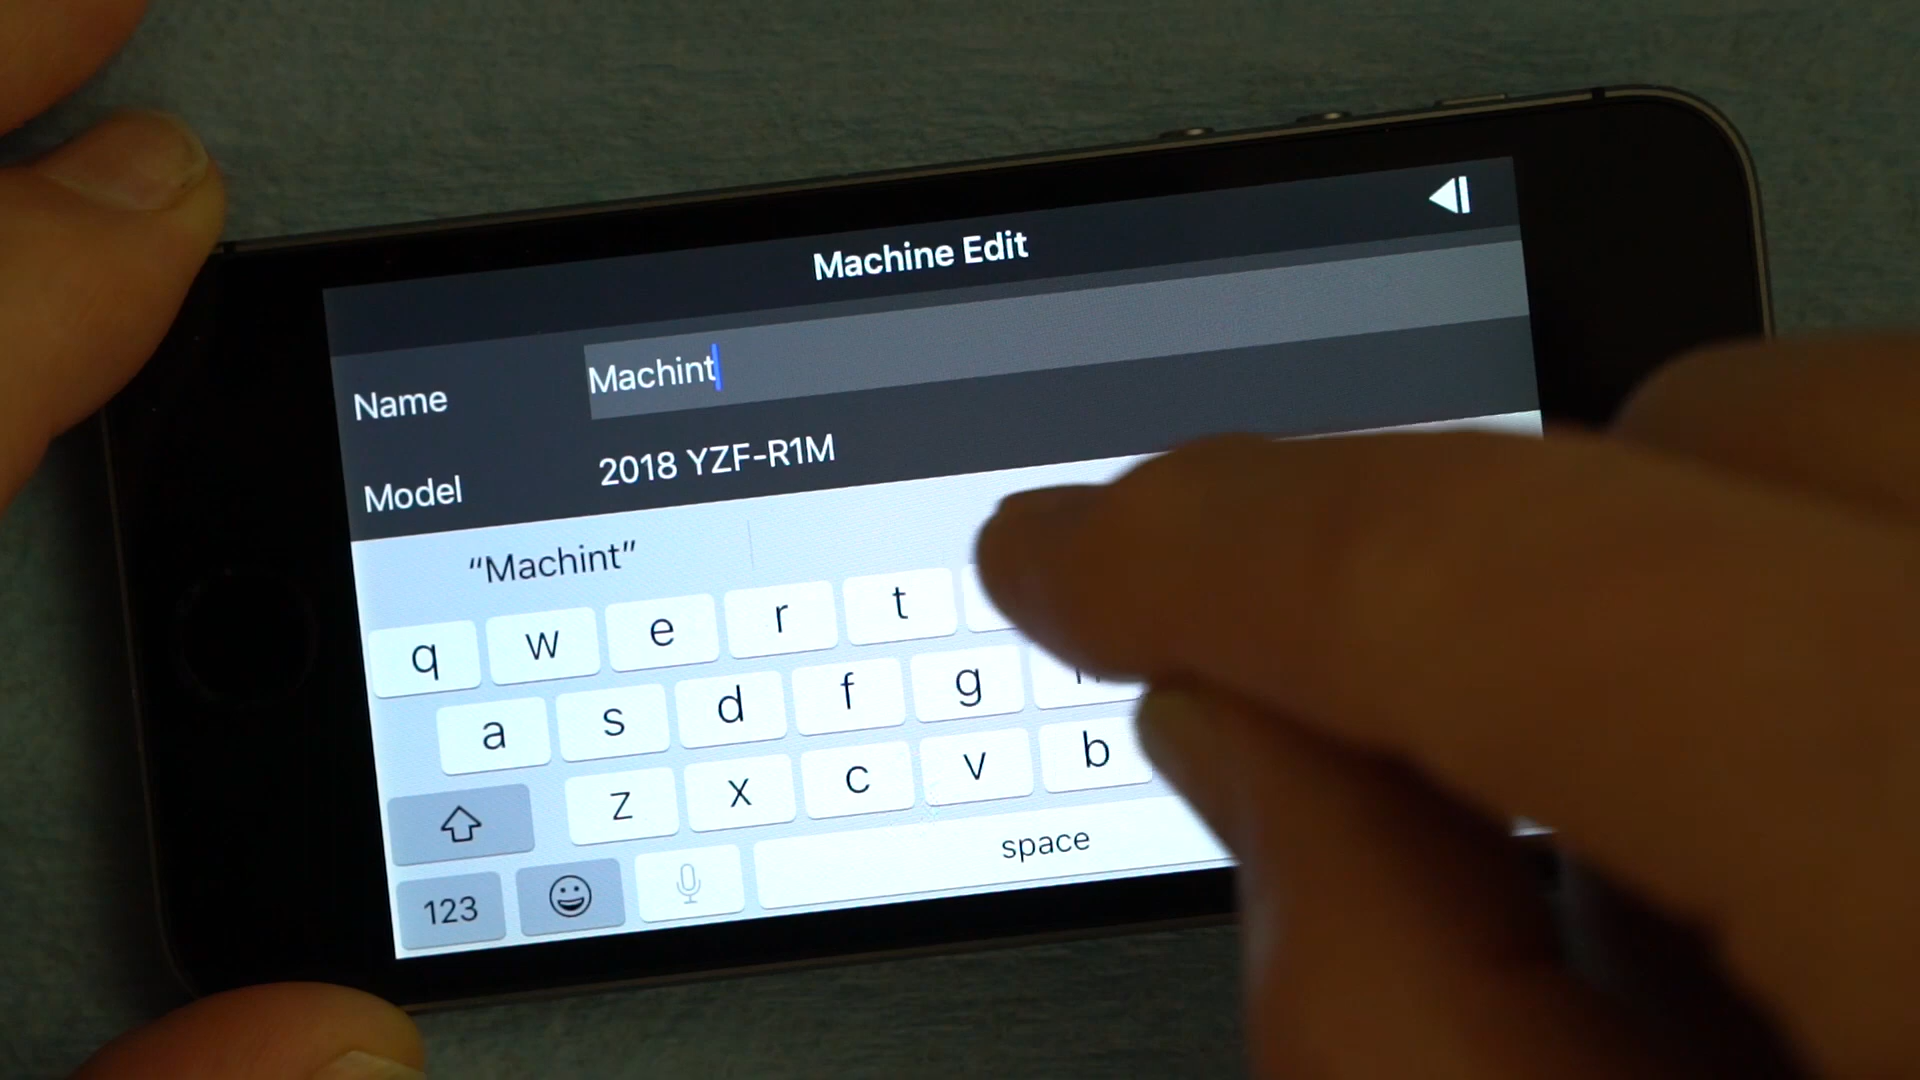 Machine Edit
Name Machint
Model 2018 YZF-R1M
“Machint”
q w e r t
a s d f g
z x c v b
123 space